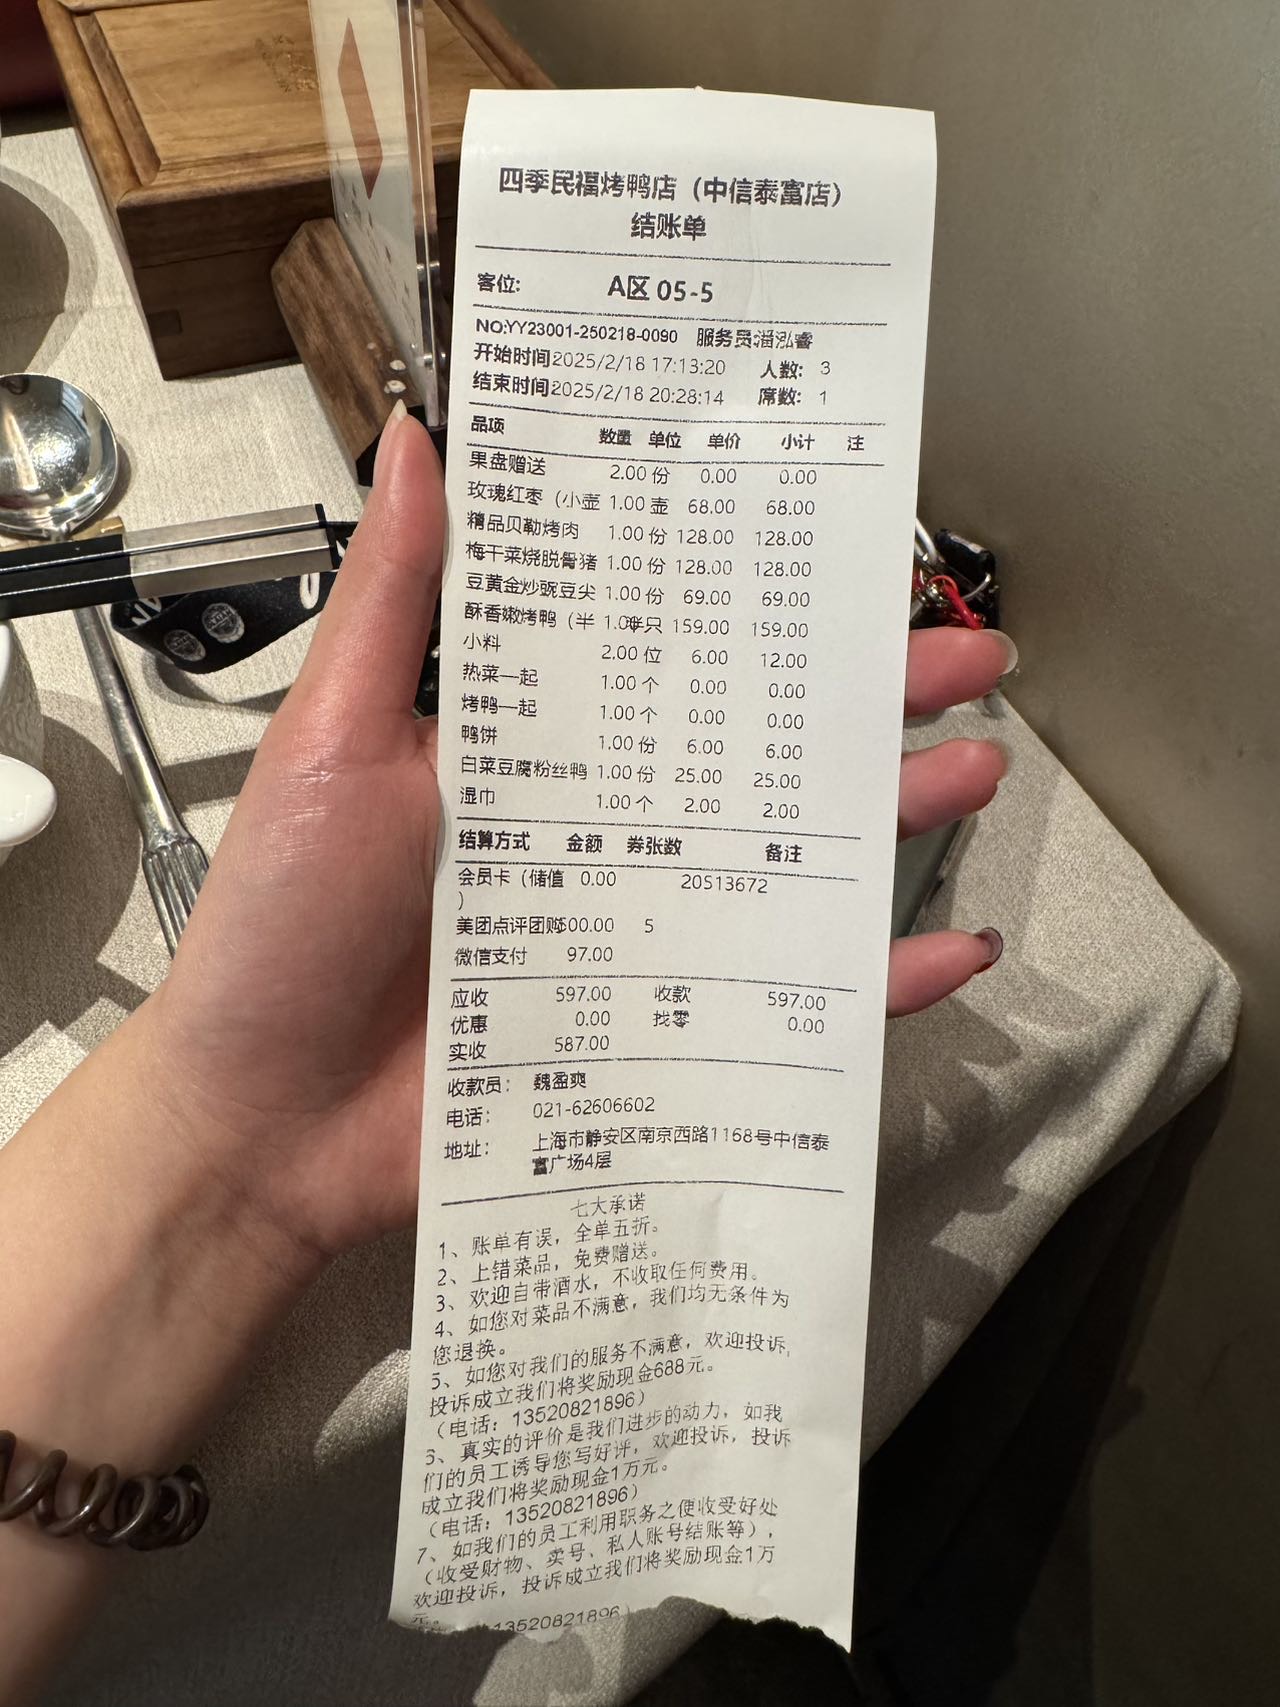 四季民福烤鸭店（中信泰富店）
结账单
客位: A区 05-5
NO:YY23001-250218-0090 服务员:潘泓睿
开始时间2025/2/18 17:13:20 人数: 3
结束时间2025/2/18 20:28:14 席数: 1
品项 数量 单位 单价 小计 注
果盘赠送 2.00 份 0.00 0.00
玫瑰红枣（小壶 1.00 壶 68.00 68.00
精品贝勒烤肉 1.00 份 128.00 128.00
梅干菜烧脱骨猪 1.00 份 128.00 128.00
豆黄金炒豌豆尖 1.00 份 69.00 69.00
酥香嫩烤鸭（半 1.00 半只 159.00 159.00
小料 2.00 位 6.00 12.00
热菜一起 1.00 个 0.00 0.00
烤鸭一起 1.00 个 0.00 0.00
鸭饼 1.00 份 6.00 6.00
白菜豆腐粉丝鸭 1.00 份 25.00 25.00
湿巾 1.00 个 2.00 2.00
结算方式 金额 券张数 备注
会员卡（储值 0.00 20513672
）
美团点评团购500.00 5
微信支付 97.00
应收 597.00 收款 597.00
优惠 0.00 找零 0.00
实收 587.00
收款员: 魏盈爽
电话: 021-62606602
地址: 上海市静安区南京西路1168号中信泰
富广场4层
七大承诺
1、账单有误，全单五折。
2、上错菜品，免费赠送。
3、欢迎自带酒水，不收取任何费用。
4、如您对菜品不满意，我们均无条件为
您退换。
5、如您对我们的服务不满意，欢迎投诉，
投诉成立我们将奖励现金688元。
（电话：13520821896）
6、真实的评价是我们进步的动力，如我
们的员工诱导您写好评，欢迎投诉，投诉
成立我们将奖励现金1万元。
（电话：13520821896）
7、如我们的员工利用职务之便收受好处
（收受财物、卖号、私人账号结账等），
欢迎投诉，投诉成立我们将奖励现金1万
元。
13520821896）